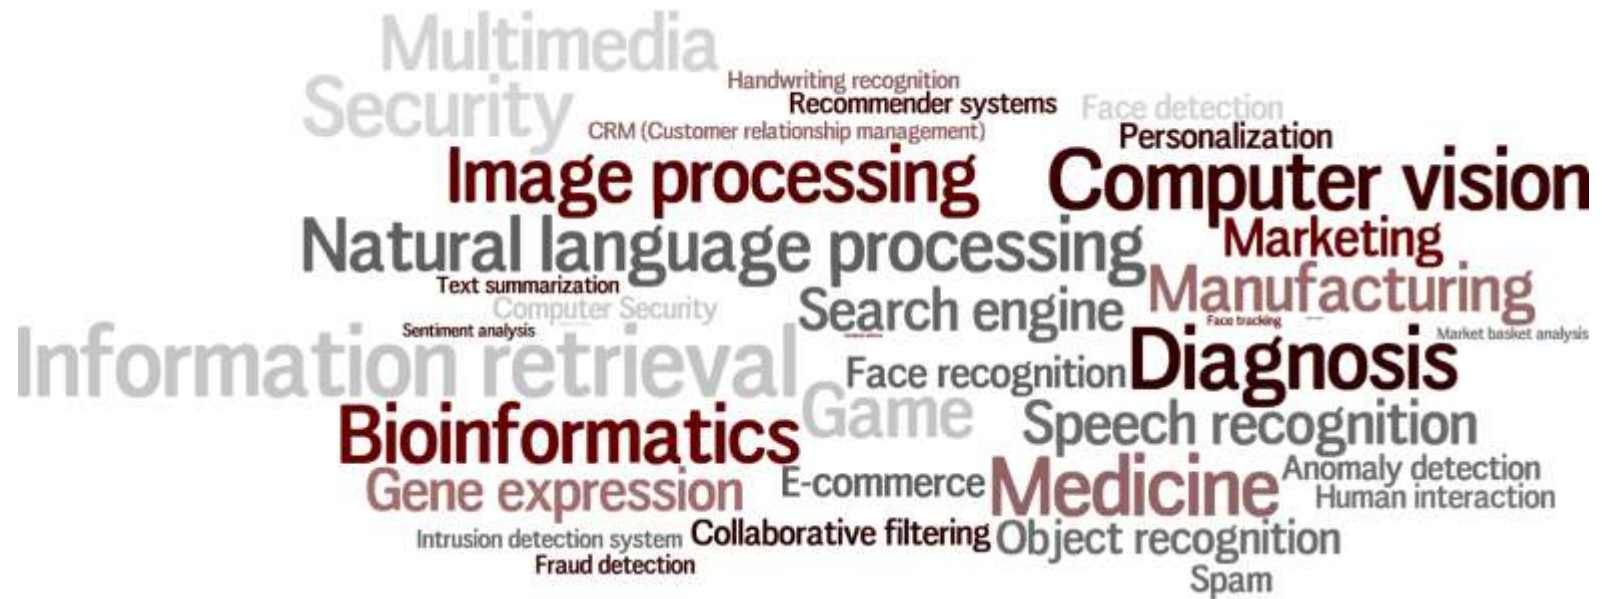 Multimedia
Security
Handwriting recognition
Recommender systems
Face detection
CRM (Customer relationship management)
Personalization
Image processing
Computer vision
Natural language processing
Marketing
Text summarization
Manufacturing
Computer Security
Search engine
Face tracking
Sentiment analysis
Market basket analysis
Information retrieval
Face recognition
Diagnosis
Game
Bioinformatics
Speech recognition
Gene expression
E-commerce
Medicine
Anomaly detection
Human interaction
Intrusion detection system
Collaborative filtering
Object recognition
Fraud detection
Spam